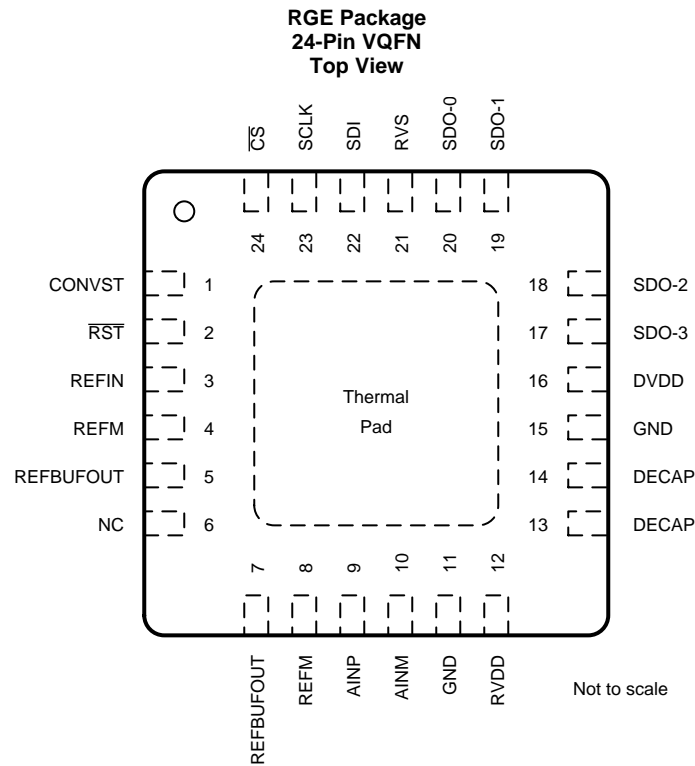 RGE Package
24-Pin VQFN
Top View
CS
SCLK
SDI
RVS
SDO-0
SDO-1
24
23
22
21
20
19
CONVST 1
RST 2
REFIN 3
REFM 4
REFBUFOUT 5
NC 6
Thermal
Pad
18 SDO-2
17 SDO-3
16 DVDD
15 GND
14 DECAP
13 DECAP
7
8
9
10
11
12
REFBUFOUT
REFM
AINP
AINM
GND
RVDD
Not to scale